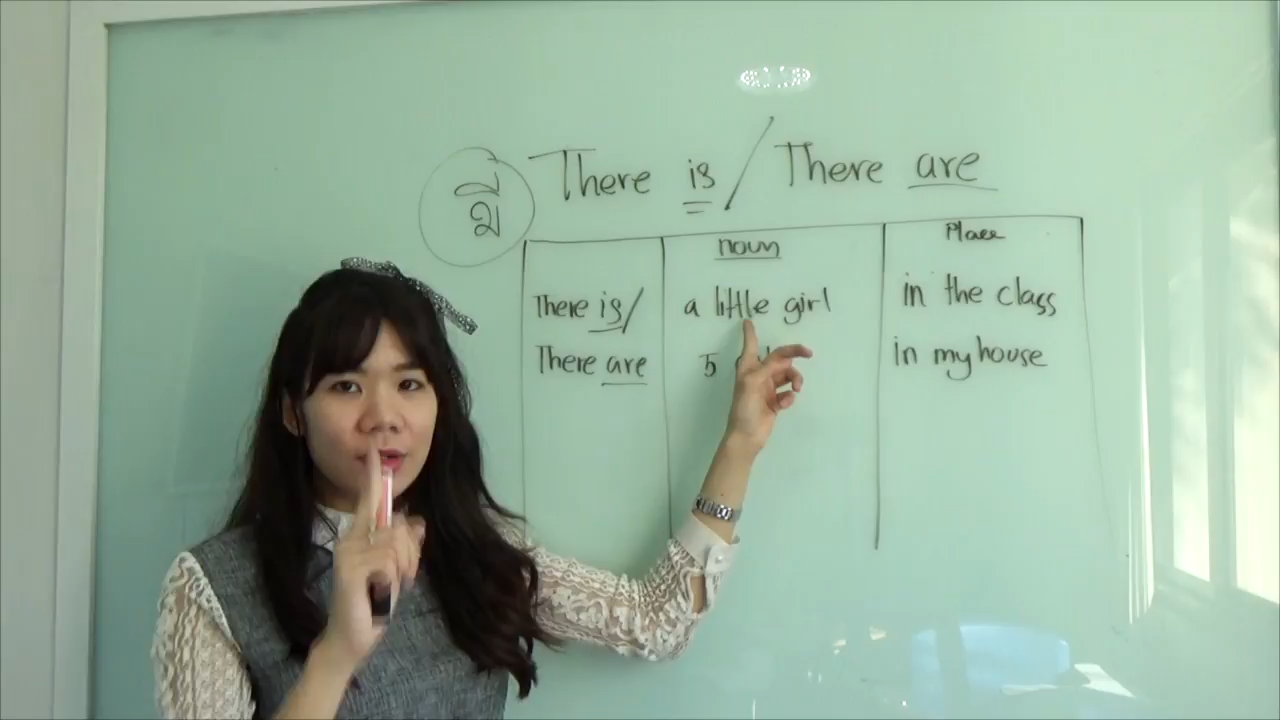 มี There is / There are
noun Place
There is/ a little girl in the class
There are 5 in my house